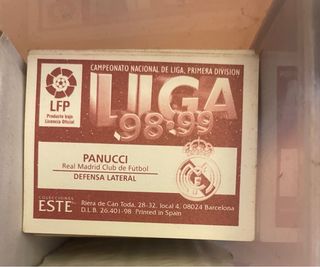 CAMPEONATO NACIONAL DE LIGA, PRIMERA DIVISION
LIGA
98-99
LFP
Producto bajo
Licencia Oficial
PANUCCI
Real Madrid Club de Fútbol
DEFENSA LATERAL
COLECCIONES
ESTE
Riera de Can Toda, 28-32, local 4, 08024 Barcelona
D.L.B. 26.401-98 Printed in Spain